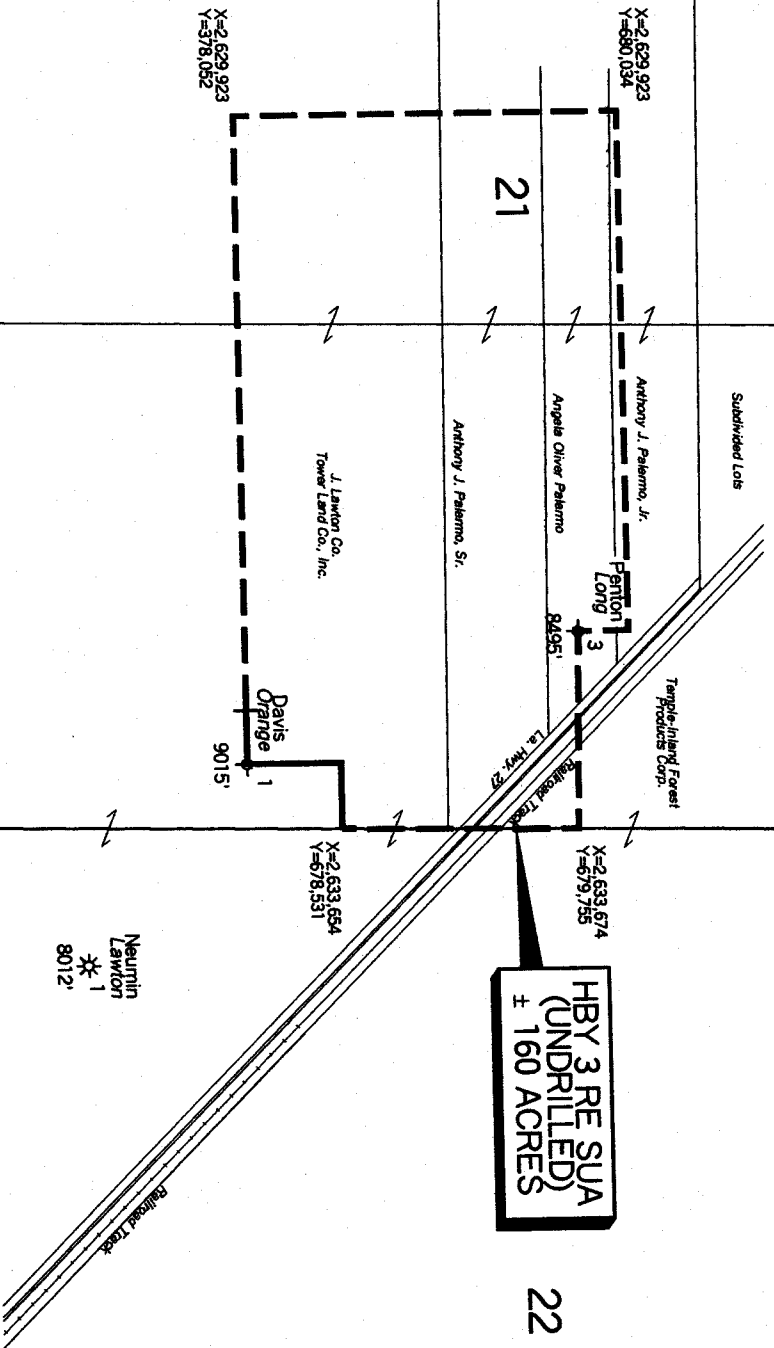 X=2,629,923
Y=680,034
X=2,629,923
Y=378,052
21
Subdivided Lots
Anthony J. Palermo, Jr.
Angela Oliver Palermo
Anthony J. Palermo, Sr.
J. Lawton Co.
Tower Land Co., Inc.
Penton
Long
3
8495'
Temple-Inland Forest
Products Corp.
La. Hwy. 27
Railroad Track
Davis
Orange
1
9015'
X=2,633,674
Y=679,755
X=2,633,654
Y=678,531
HBY 3 RE SUA
(UNDRILLED)
± 160 ACRES
22
Neumin
Lawton
1
8012'
Railroad Track